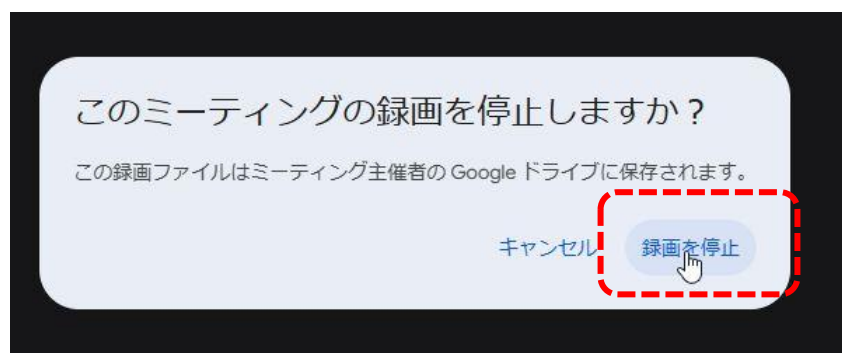 このミーティングの録画を停止しますか？
この録画ファイルはミーティング主催者の Google ドライブに保存されます。
キャンセル 録画を停止